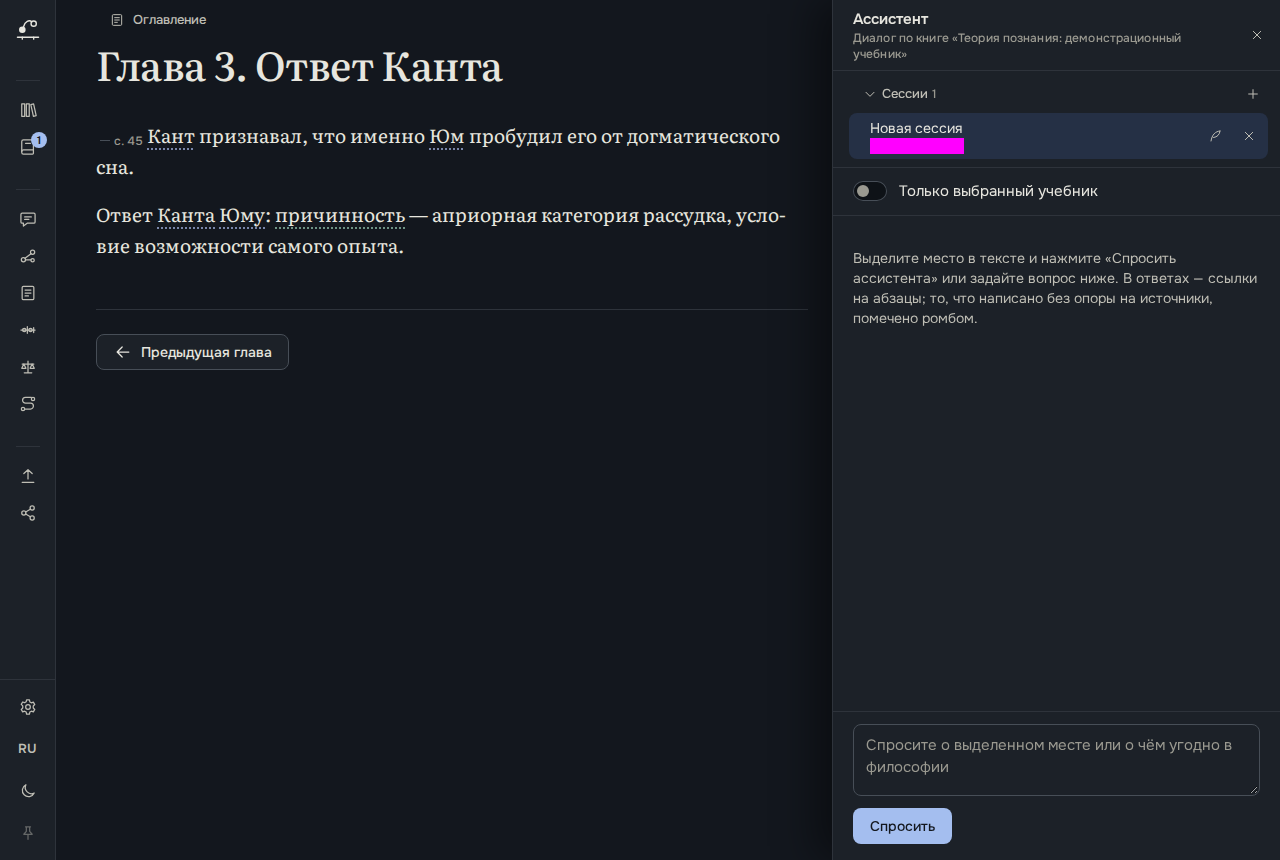 Оглавление
Глава 3. Ответ Канта
— с. 45 Кант признавал, что именно Юм пробудил его от догматического
сна.
Ответ Канта Юму: причинность — априорная категория рассудка, усло-
вие возможности самого опыта.
Предыдущая глава
1
RU
Ассистент
Диалог по книге «Теория познания: демонстрационный
учебник»
Сессии 1
Новая сессия
Только выбранный учебник
Выделите место в тексте и нажмите «Спросить
ассистента» или задайте вопрос ниже. В ответах — ссылки
на абзацы; то, что написано без опоры на источники,
помечено ромбом.
Спросите о выделенном месте или о чём угодно в
философии
Спросить